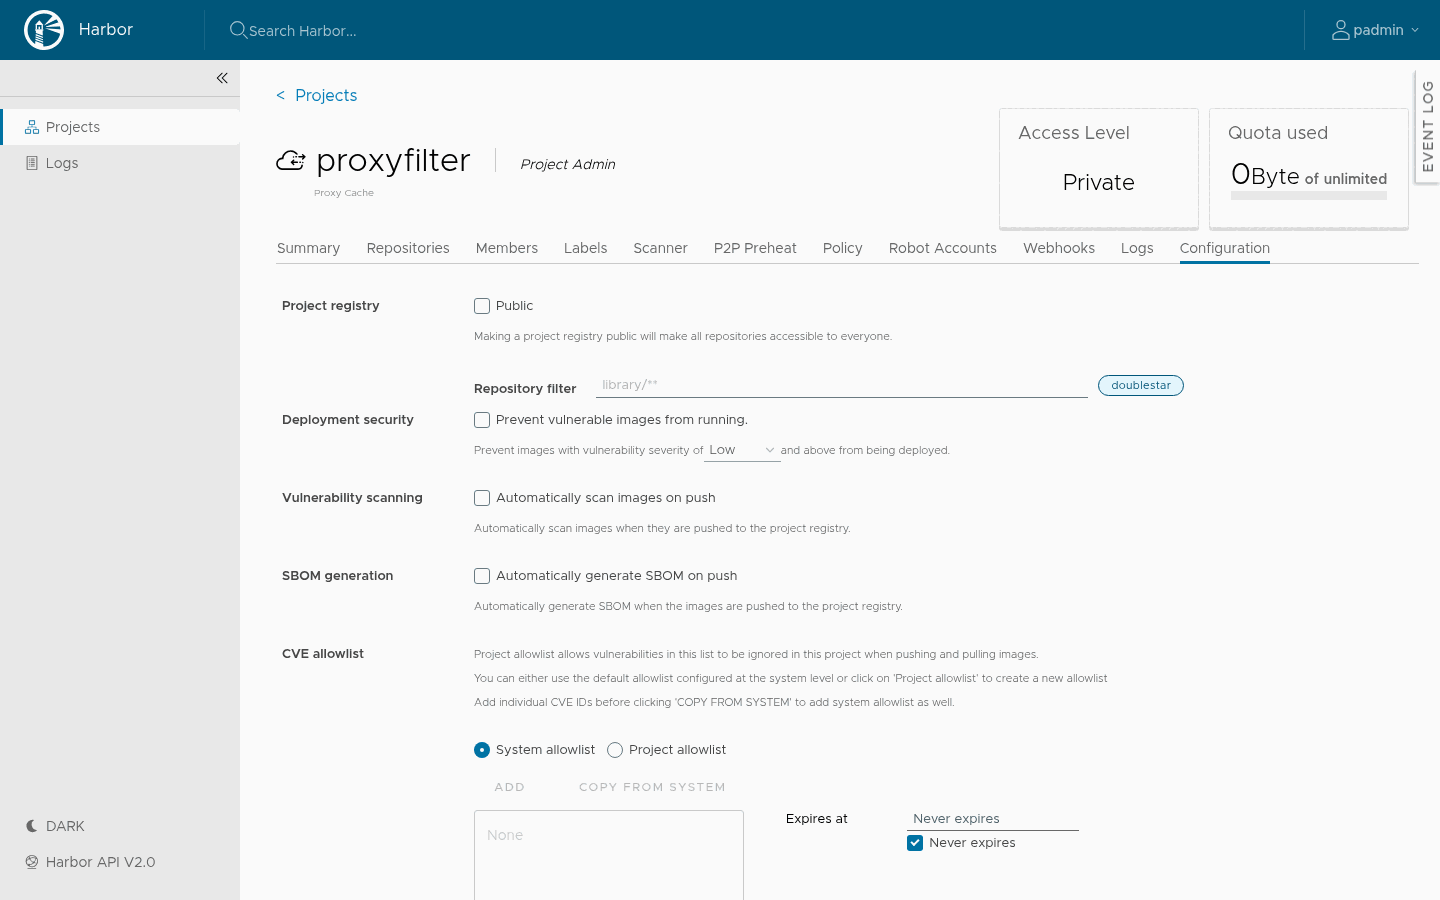 Harbor
Search Harbor...
padmin
EVENT LOG
Projects
Logs
DARK
Harbor API V2.0
< Projects
proxyfilter
Project Admin
Proxy Cache
Access Level
Private
Quota used
0Byte of unlimited
Summary Repositories Members Labels Scanner P2P Preheat Policy Robot Accounts Webhooks Logs Configuration
Project registry
Public
Making a project registry public will make all repositories accessible to everyone.
Repository filter library/** doublestar
Deployment security
Prevent vulnerable images from running.
Prevent images with vulnerability severity of Low and above from being deployed.
Vulnerability scanning
Automatically scan images on push
Automatically scan images when they are pushed to the project registry.
SBOM generation
Automatically generate SBOM on push
Automatically generate SBOM when the images are pushed to the project registry.
CVE allowlist
Project allowlist allows vulnerabilities in this list to be ignored in this project when pushing and pulling images.
You can either use the default allowlist configured at the system level or click on 'Project allowlist' to create a new allowlist
Add individual CVE IDs before clicking 'COPY FROM SYSTEM' to add system allowlist as well.
System allowlist Project allowlist
ADD COPY FROM SYSTEM
None
Expires at Never expires
Never expires